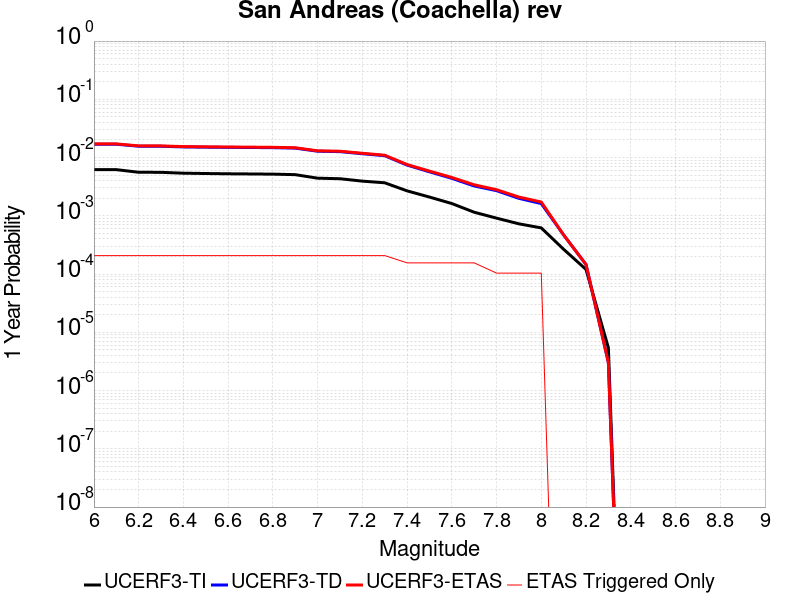 San Andreas (Coachella) rev
10^0
10^-1
10^-2
10^-3
10^-4
10^-5
10^-6
10^-7
10^-8
1 Year Probability
6 6.2 6.4 6.6 6.8 7 7.2 7.4 7.6 7.8 8 8.2 8.4 8.6 8.8 9
Magnitude
UCERF3-TI UCERF3-TD UCERF3-ETAS ETAS Triggered Only